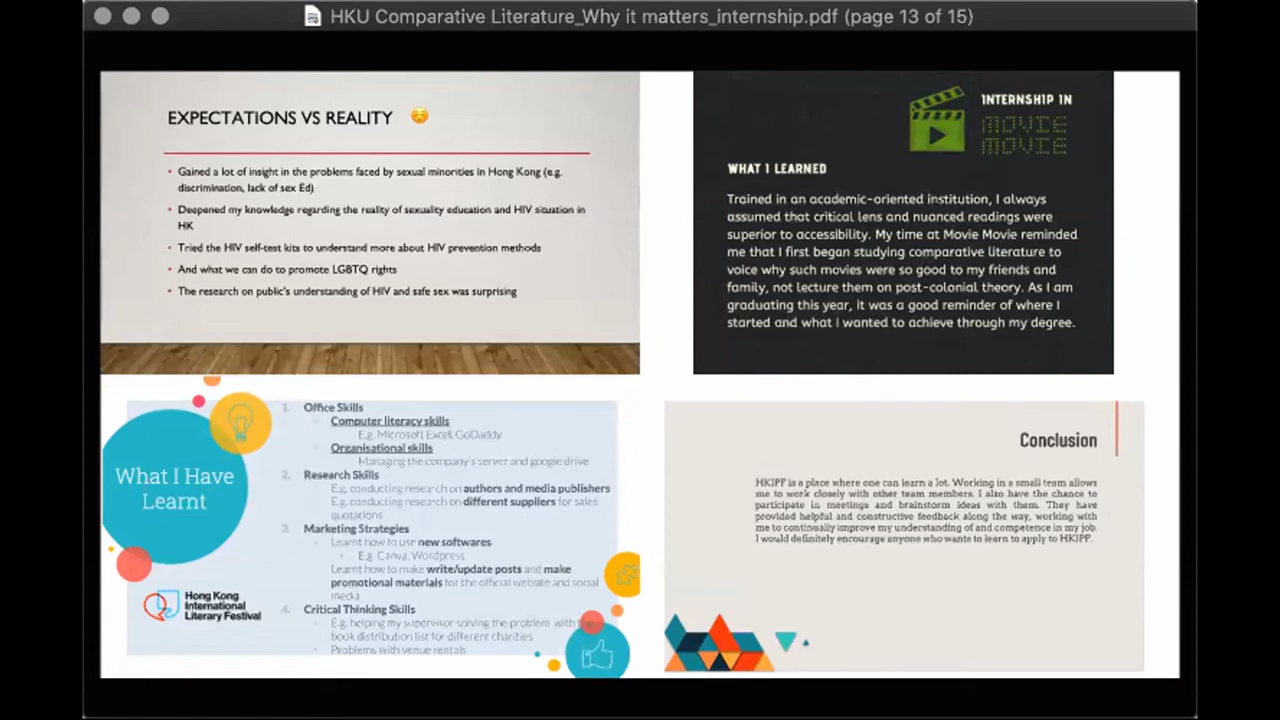 HKU Comparative Literature_Why it matters_internship.pdf (page 13 of 15)
EXPECTATIONS VS REALITY
• Gained a lot of insight in the problems faced by sexual minorities in Hong Kong (e.g.
discrimination, lack of sex Ed)
• Deepened my knowledge regarding the reality of sexuality education and HIV situation in
HK
• Tried the HIV self-test kits to understand more about HIV prevention methods
• And what we can do to promote LGBTQ rights
• The research on public's understanding of HIV and safe sex was surprising
INTERNSHIP IN
MOVIE
MOVIE
WHAT I LEARNED
Trained in an academic-oriented institution, I always
assumed that critical lens and nuanced readings were
superior to accessibility. My time at Movie Movie reminded
me that I first began studying comparative literature to
voice why such movies were so good to my friends and
family, not lecture them on post-colonial theory. As I am
graduating this year, it was a good reminder of where I
started and what I wanted to achieve through my degree.
What I Have
Learnt
Hong Kong
International
Literary Festival
1. Office Skills
- Computer literacy skills
E.g. Microsoft Excel, GoDaddy
- Organisational skills
Managing the company's server and google drive
2. Research Skills
E.g. conducting research on authors and media publishers
E.g. conducting research on different suppliers for sales
quotations
3. Marketing Strategies
- Learnt how to use new softwares
- E.g. Canva, Wordpress
Learnt how to make write/update posts and make
promotional materials for the official website and social
media
4. Critical Thinking Skills
- E.g. helping my supervisor solving the problem with
book distribution list for different charities
- Problems with venue rentals
Conclusion
HKIPF is a place where one can learn a lot. Working in a small team allows
me to work closely with other team members. I also have the chance to
participate in meetings and brainstorm ideas with them. They have
provided helpful and constructive feedback along the way, working with
me to continually improve my understanding of and competence in my job.
I would definitely encourage anyone who wants to learn to apply to HKIPF.